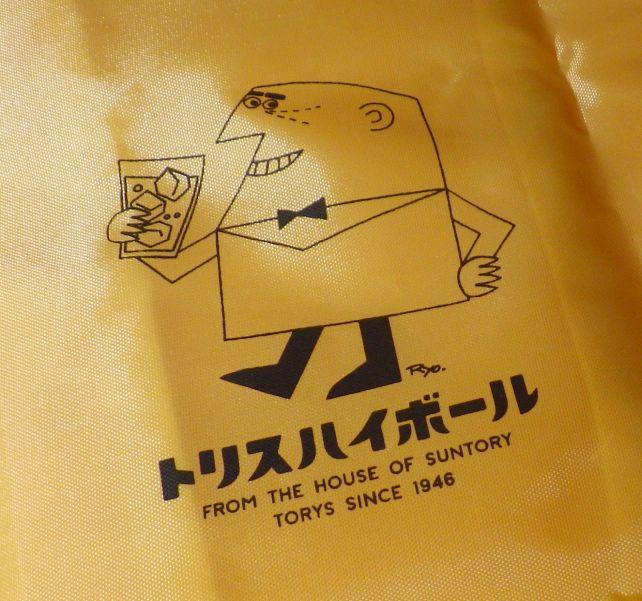 Ryo.
トリスハイボール
FROM THE HOUSE OF SUNTORY
TORYS SINCE 1946